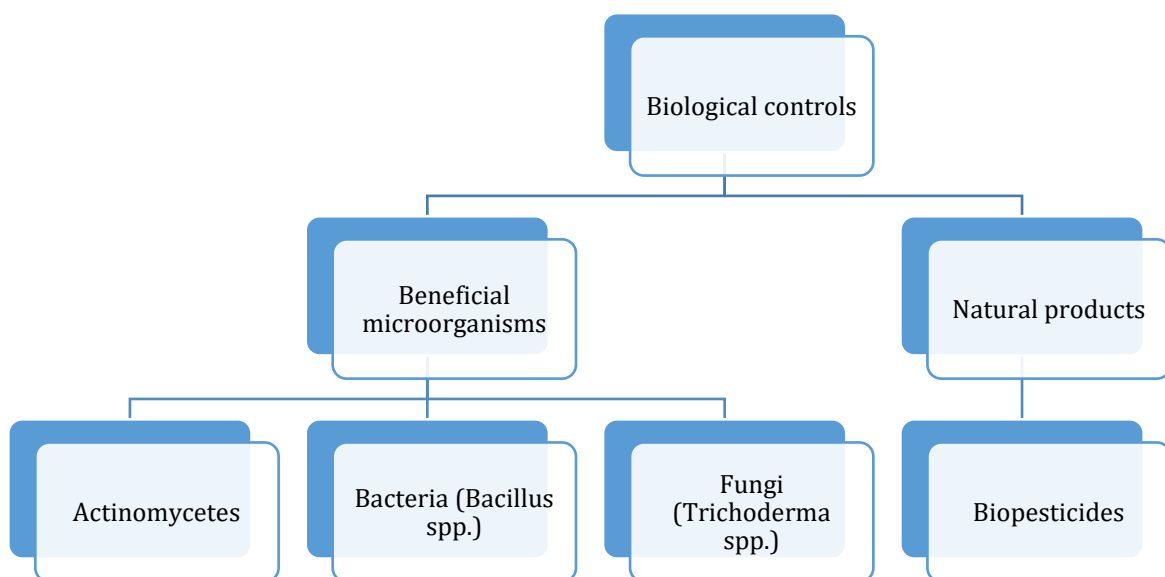 Biological controls
Beneficial
microorganisms
Natural products
Actinomycetes
Bacteria (Bacillus
spp.)
Fungi
(Trichoderma
spp.)
Biopesticides